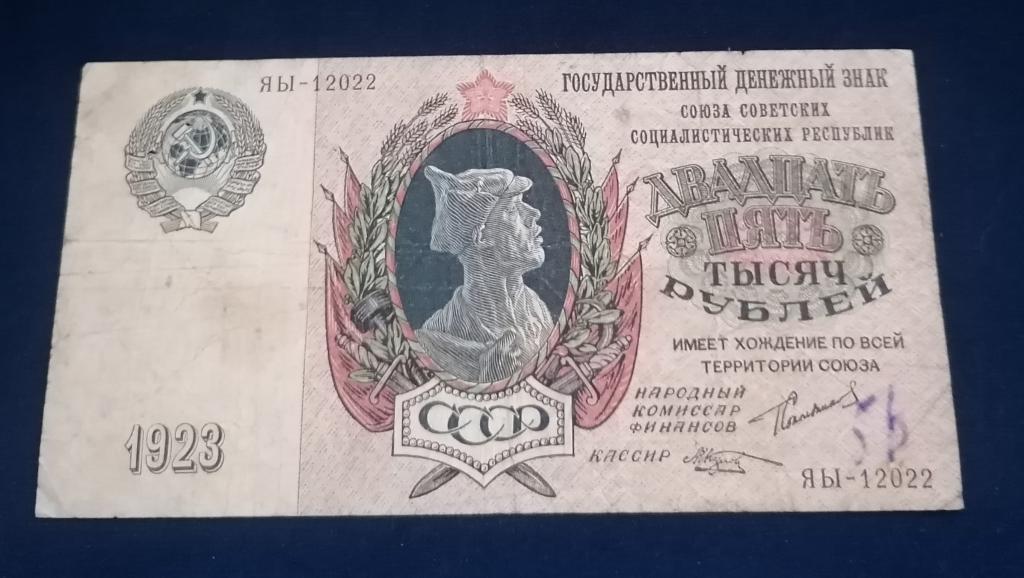 ЯЫ-12022
ГОСУДАРСТВЕННЫЙ ДЕНЕЖНЫЙ ЗНАК
СОЮЗА СОВЕТСКИХ
СОЦИАЛИСТИЧЕСКИХ РЕСПУБЛИК
ДВАДЦАТЬ
ПЯТЬ
ТЫСЯЧ
РУБЛЕЙ
ИМЕЕТ ХОЖДЕНИЕ ПО ВСЕЙ
ТЕРРИТОРИИ СОЮЗА
НАРОДНЫЙ
КОМИССАР
ФИНАНСОВ
КАССИР
СССР
1923
ЯЫ-12022